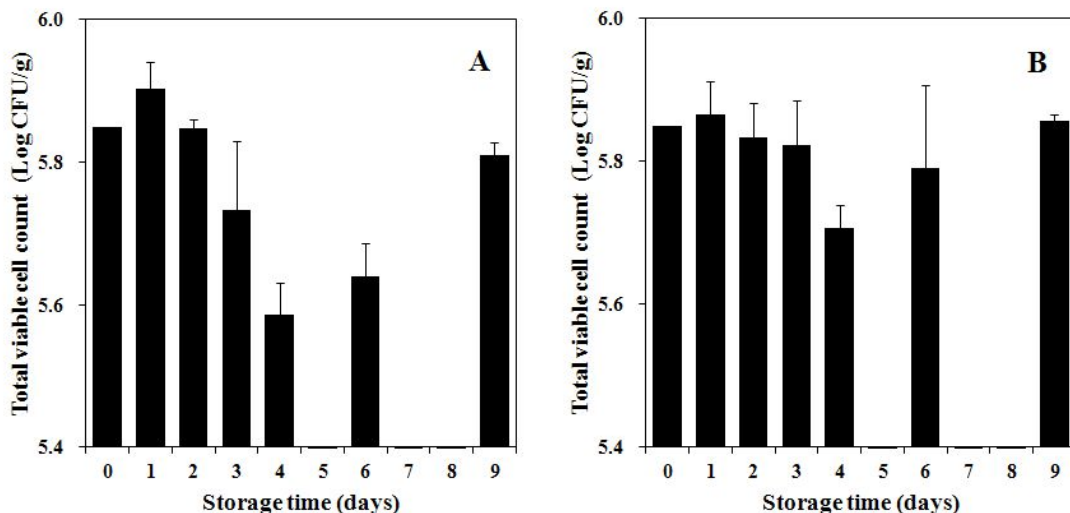 6.0
A
5.8
5.6
5.4
Total viable cell count (Log CFU/g)
0 1 2 3 4 5 6 7 8 9
Storage time (days)
6.0
B
5.8
5.6
5.4
Total viable cell count (Log CFU/g)
0 1 2 3 4 5 6 7 8 9
Storage time (days)